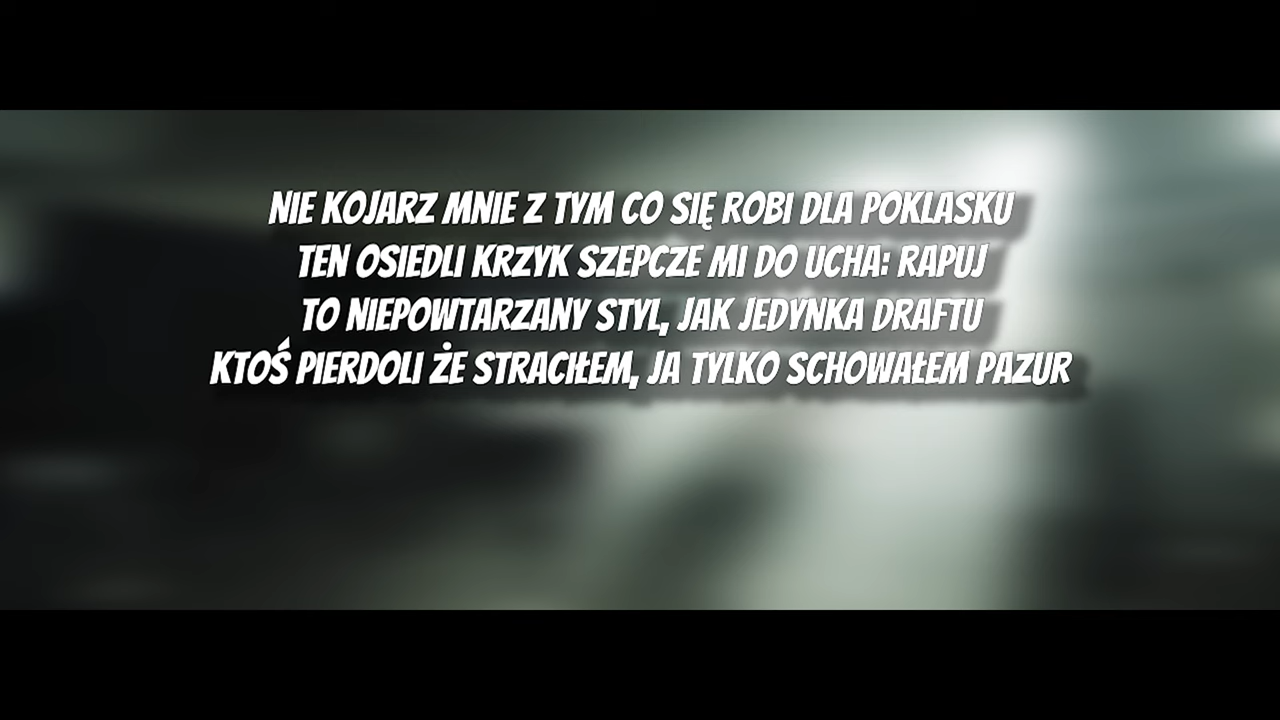 NIE KOJARZ MNIE Z TYM CO SIĘ ROBI DLA POKLASKU
TEN OSIEDLI KRZYK SZEPCZE MI DO UCHA: RAPUJ
TO NIEPOWTARZANY STYL, JAK JEDYNKA DRAFTU
KTOŚ PIERDOLI ŻE STRACIŁEM, JA TYLKO SCHOWAŁEM PAZUR